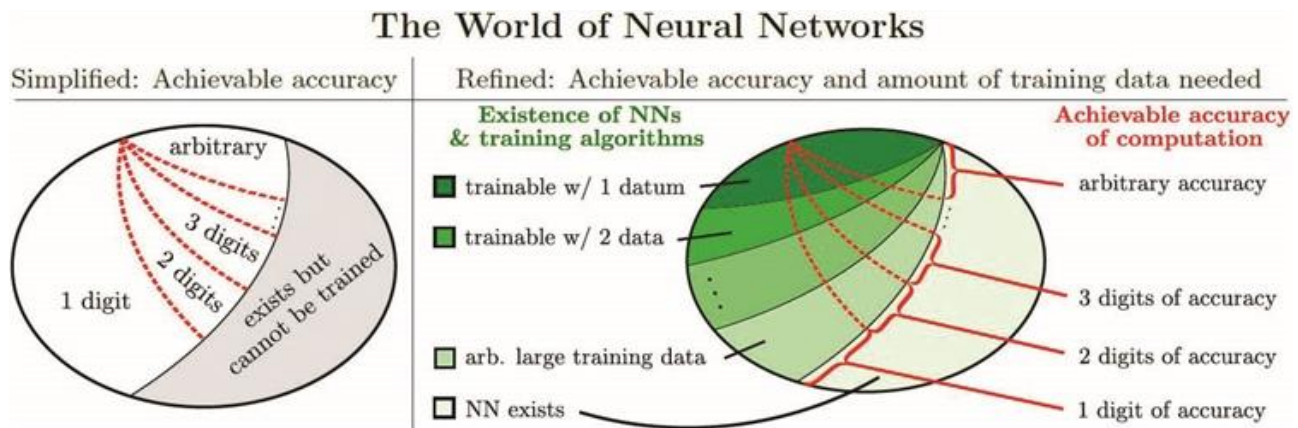 The World of Neural Networks
Simplified: Achievable accuracy
Refined: Achievable accuracy and amount of training data needed
arbitrary
3 digits
2 digits
1 digit
exists but
cannot be trained
Existence of NNs
& training algorithms
trainable w/ 1 datum
trainable w/ 2 data
arb. large training data
NN exists
Achievable accuracy
of computation
arbitrary accuracy
3 digits of accuracy
2 digits of accuracy
1 digit of accuracy